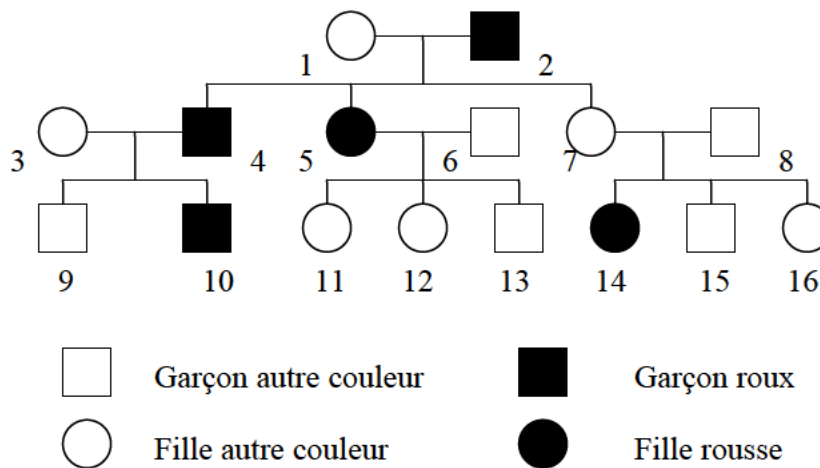 1 2
3 4 5 6 7 8
9 10 11 12 13 14 15 16
Garçon autre couleur Garçon roux
Fille autre couleur Fille rousse